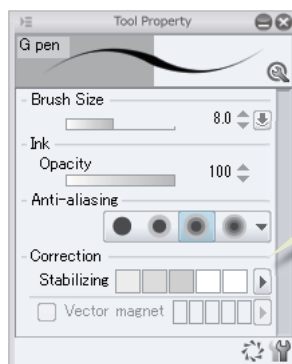 Tool Property
G pen
Brush Size
8.0
Ink
Opacity
100
Anti-aliasing
Correction
Stabilizing
Vector magnet